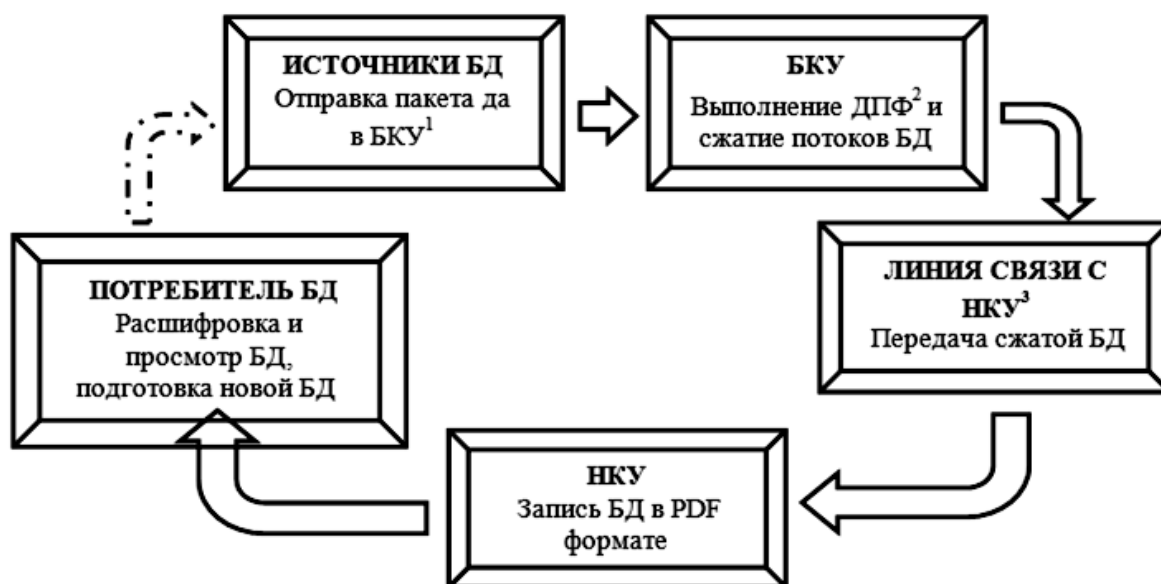 ИСТОЧНИКИ БД
Отправка пакета да
в БКУ¹
БКУ
Выполнение ДПФ² и
сжатие потоков БД
ЛИНИЯ СВЯЗИ С
НКУ³
Передача сжатой БД
НКУ
Запись БД в PDF
формате
ПОТРЕБИТЕЛЬ БД
Расшифровка и
просмотр БД,
подготовка новой БД